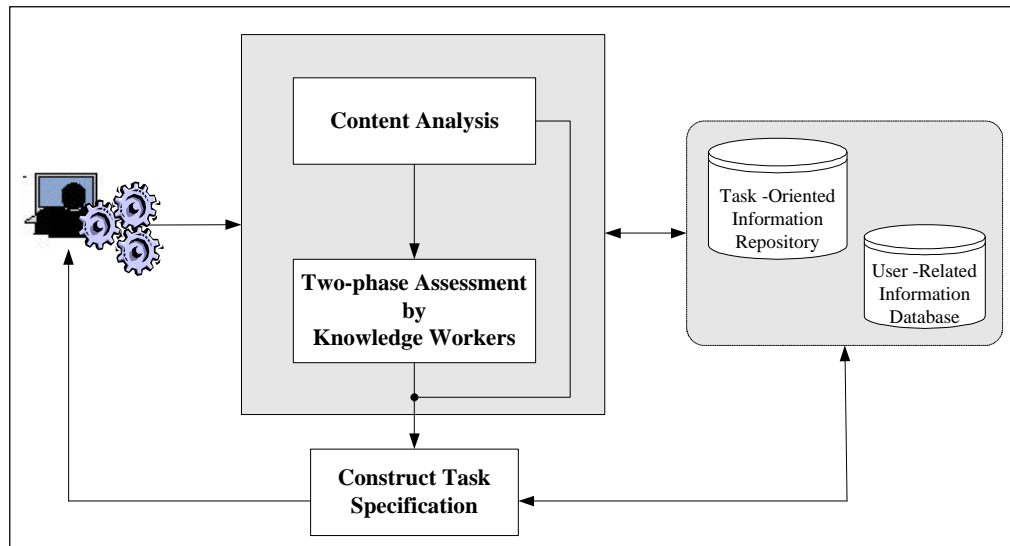 Content Analysis
Two-phase Assessment
by
Knowledge Workers
Construct Task
Specification
Task -Oriented
Information
Repository
User -Related
Information
Database